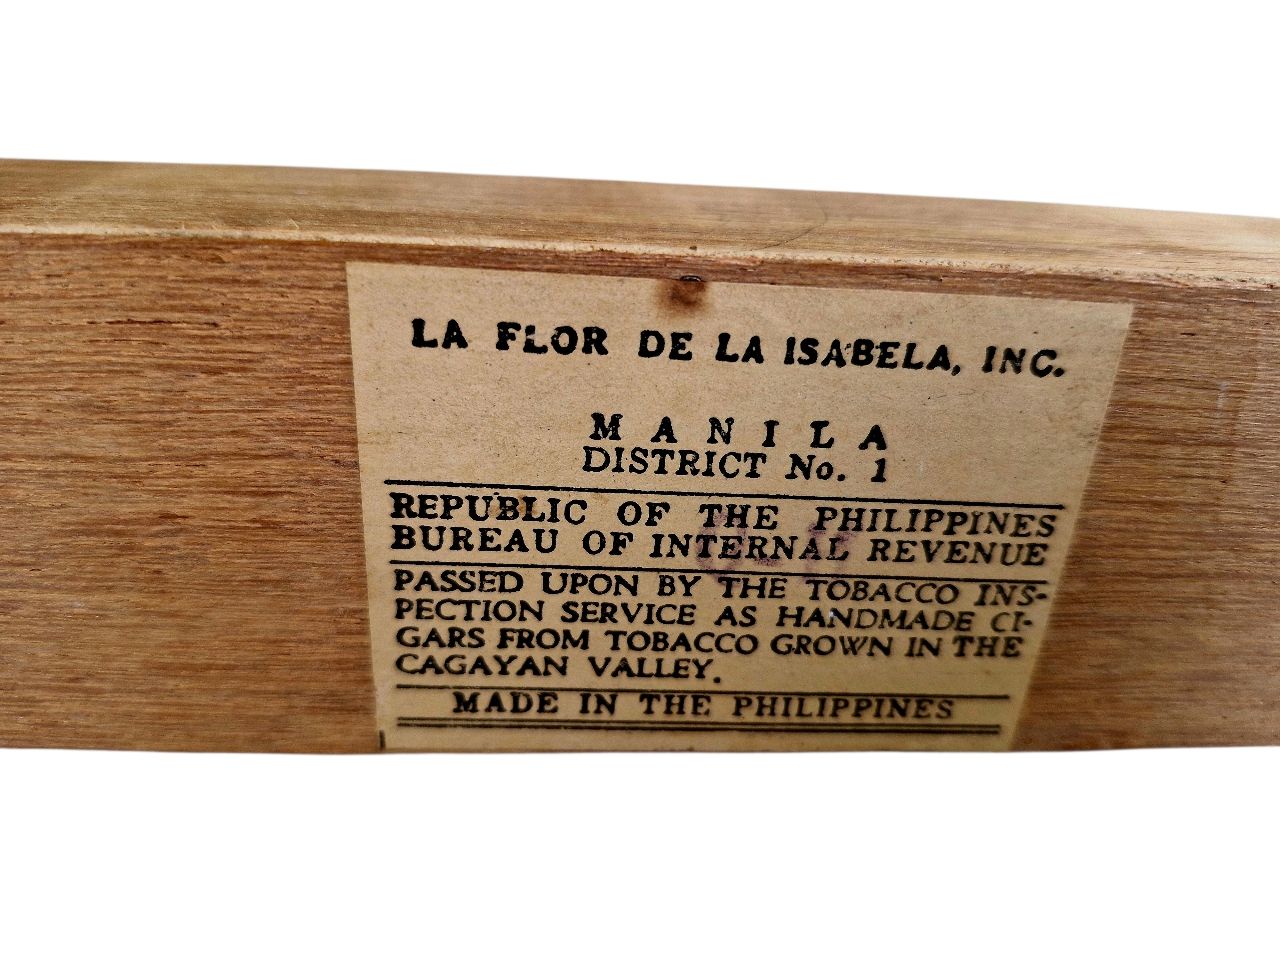 LA FLOR DE LA ISABELA, INC.
MANILA
DISTRICT No. 1
REPUBLIC OF THE PHILIPPINES
BUREAU OF INTERNAL REVENUE
PASSED UPON BY THE TOBACCO INS-
PECTION SERVICE AS HANDMADE CI-
GARS FROM TOBACCO GROWN IN THE
CAGAYAN VALLEY.
MADE IN THE PHILIPPINES